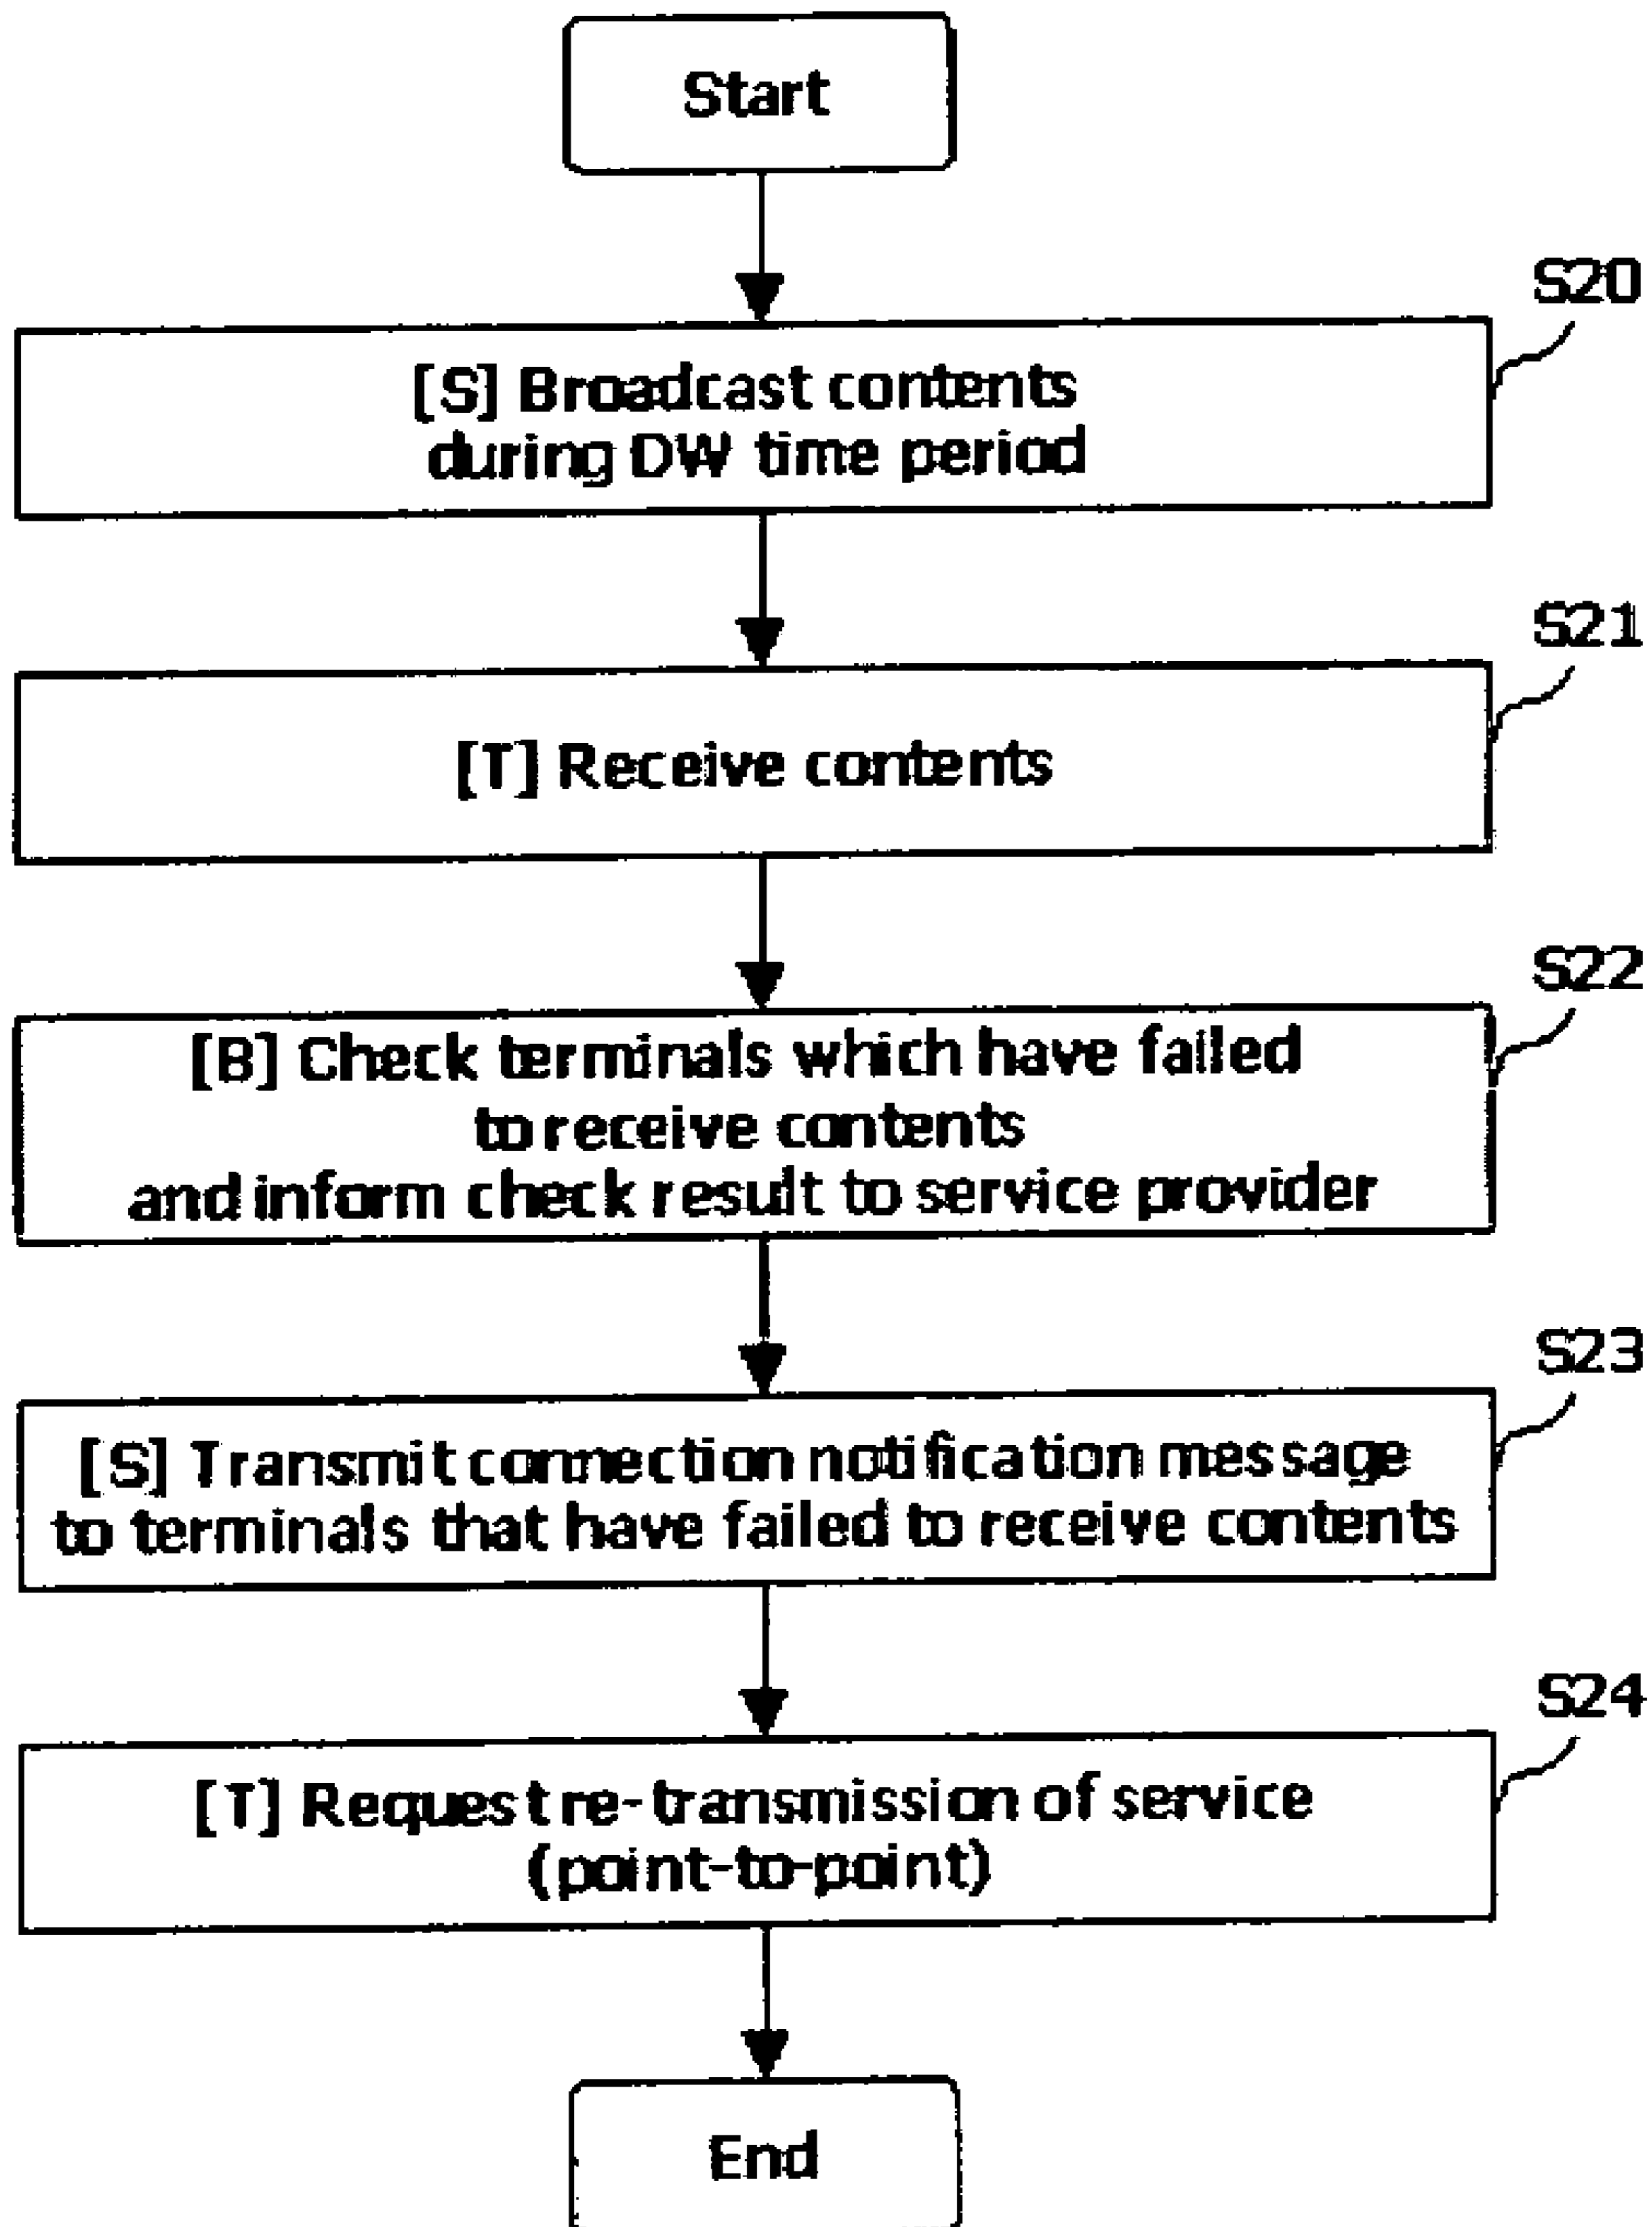 Start
S20
[S] Broadcast contents
during DW time period
S21
[T] Receive contents
S22
[B] Check terminals which have failed
to receive contents
and inform check result to service provider
S23
[S] Transmit connection notification message
to terminals that have failed to receive contents
S24
[T] Request re-transmission of service
(point-to-point)
End